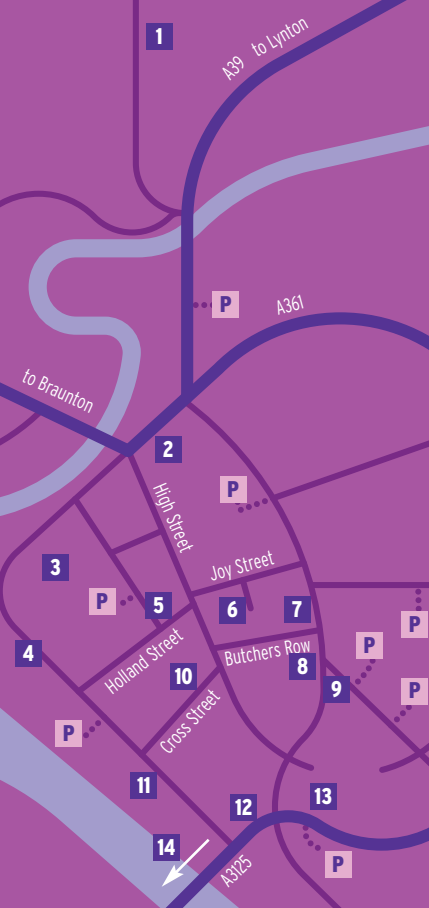 1
A39 to Lynton
P
A361
to Braunton
2
P
High Street
3
Joy Street
P
5
6
7
P
4
Holland Street
Butchers Row
P
8
10
9
P
Cross Street
P
11
13
12
14
P
A3125